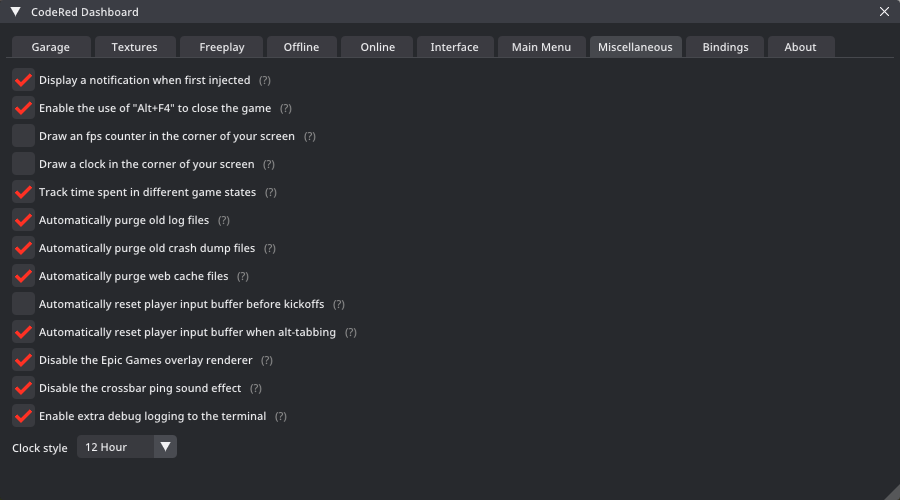 CodeRed Dashboard
Garage Textures Freeplay Offline Online Interface Main Menu Miscellaneous Bindings About
Display a notification when first injected (?)
Enable the use of "Alt+F4" to close the game (?)
Draw an fps counter in the corner of your screen (?)
Draw a clock in the corner of your screen (?)
Track time spent in different game states (?)
Automatically purge old log files (?)
Automatically purge old crash dump files (?)
Automatically purge web cache files (?)
Automatically reset player input buffer before kickoffs (?)
Automatically reset player input buffer when alt-tabbing (?)
Disable the Epic Games overlay renderer (?)
Disable the crossbar ping sound effect (?)
Enable extra debug logging to the terminal (?)
Clock style 12 Hour